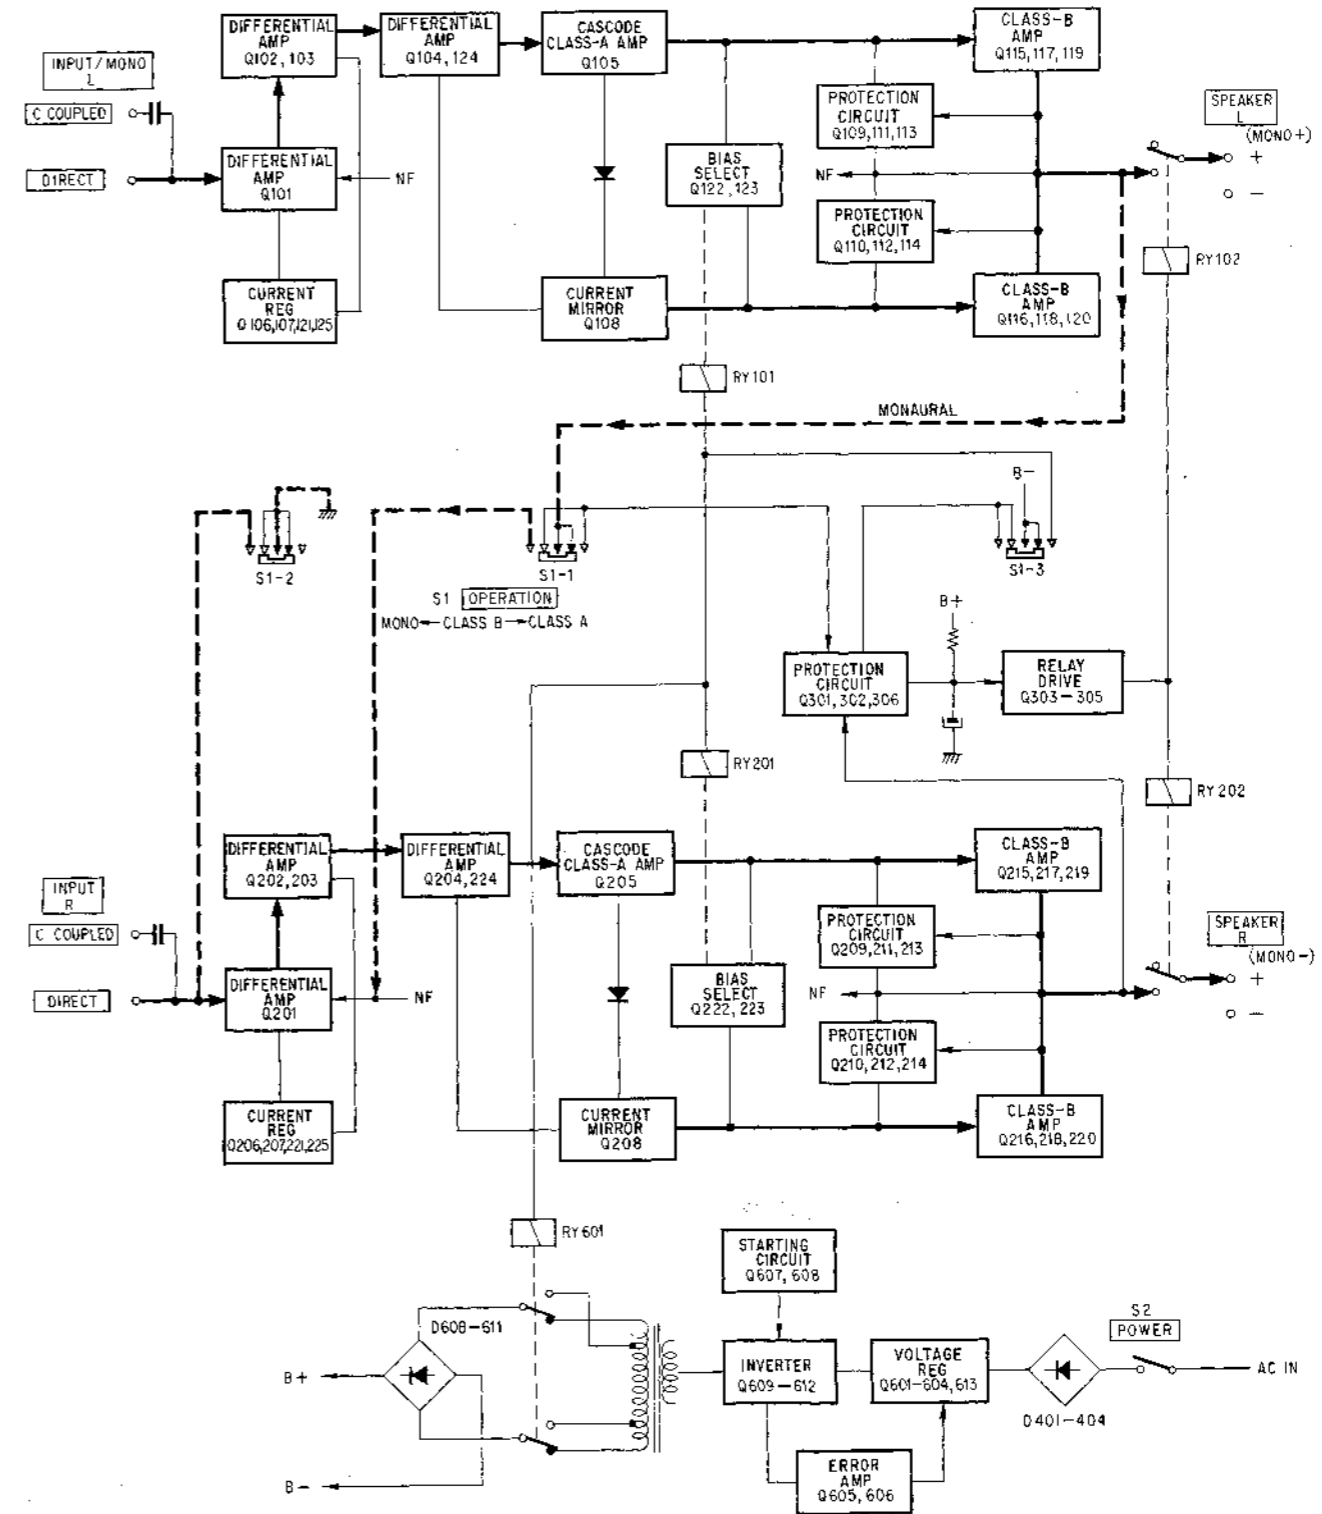 DIFFERENTIAL
AMP
Q102, 103
DIFFERENTIAL
AMP
Q104, 124
CASCODE
CLASS-A AMP
Q105
CLASS-B
AMP
Q115, 117, 119
INPUT/MONO
L
C COUPLED
DIRECT
DIFFERENTIAL
AMP
Q101
NF
BIAS
SELECT
Q122, 123
PROTECTION
CIRCUIT
Q109, 111, 113
NF
PROTECTION
CIRCUIT
Q110, 112, 114
SPEAKER
L
(MONO+)
+
−
RY102
CURRENT
REG
Q106,107,121,125
CURRENT
MIRROR
Q108
CLASS-B
AMP
Q116, 118, 120
RY101
MONAURAL
B−
S1-2
S1-1
S1-3
S1 OPERATION
MONO CLASS B CLASS A
B+
PROTECTION
CIRCUIT
Q301, 302, 306
RELAY
DRIVE
Q303−305
RY201
RY202
DIFFERENTIAL
AMP
Q202, 203
DIFFERENTIAL
AMP
Q204, 224
CASCODE
CLASS-A AMP
Q205
CLASS-B
AMP
Q215, 217, 219
INPUT
R
C COUPLED
DIRECT
DIFFERENTIAL
AMP
Q201
NF
BIAS
SELECT
Q222, 223
PROTECTION
CIRCUIT
Q209, 211, 213
NF
PROTECTION
CIRCUIT
Q210, 212, 214
SPEAKER
R
(MONO−)
+
−
CURRENT
REG
Q206,207,221,225
CURRENT
MIRROR
Q208
CLASS-B
AMP
Q216, 218, 220
RY601
STARTING
CIRCUIT
Q607, 608
D608−611
S2
POWER
B+
INVERTER
Q609−612
VOLTAGE
REG
Q601−604, 613
AC IN
D401−404
B−
ERROR
AMP
Q605, 606